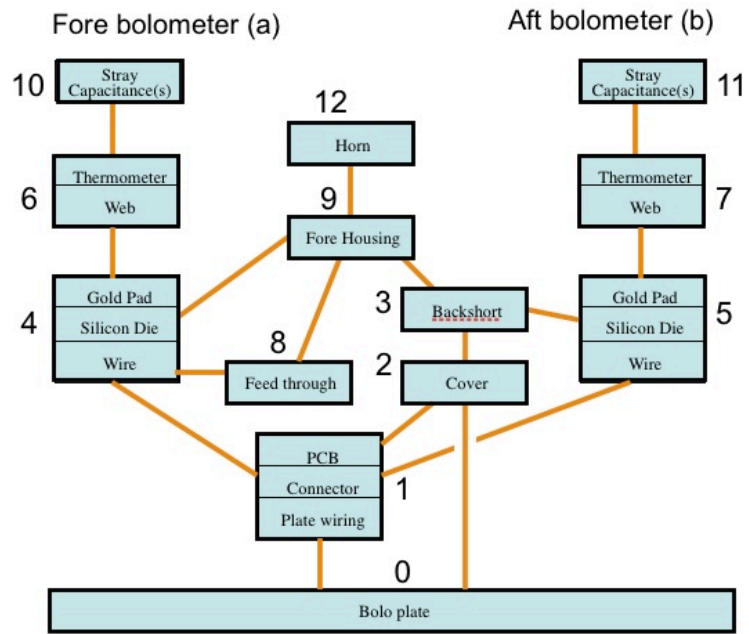 Fore bolometer (a)
Aft bolometer (b)
10
Stray
Capacitance(s)
Stray
Capacitance(s)
11
12
Horn
6
Thermometer
Web
Thermometer
Web
7
9
Fore Housing
4
Gold Pad
Silicon Die
Wire
3
Backshort
Gold Pad
Silicon Die
Wire
5
8
Feed through
2
Cover
PCB
Connector
Plate wiring
1
0
Bolo plate